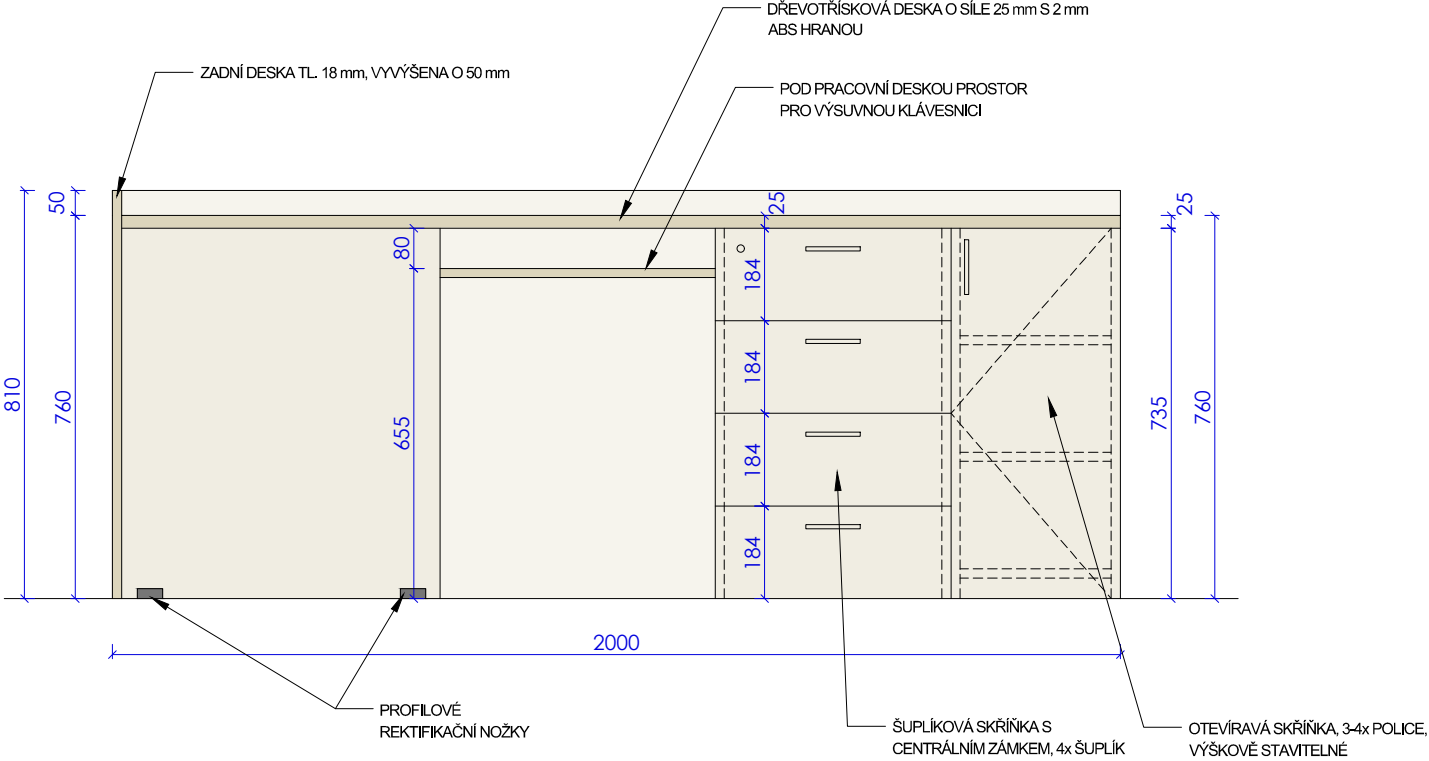 DŘEVOTŘÍSKOVÁ DESKA O SÍLE 25 mm S 2 mm
ABS HRANOU
ZADNÍ DESKA TL. 18 mm, VYVÝŠENA O 50 mm
POD PRACOVNÍ DESKOU PROSTOR
PRO VÝSUVNOU KLÁVESNICI
810
50
760
80
655
25
184
184
184
184
25
735
760
2000
PROFILOVÉ
REKTIFIKAČNÍ NOŽKY
ŠUPLÍKOVÁ SKŘÍŇKA S
CENTRÁLNÍM ZÁMKEM, 4x ŠUPLÍK
OTEVÍRAVÁ SKŘÍŇKA, 3-4x POLICE,
VÝŠKOVĚ STAVITELNÉ